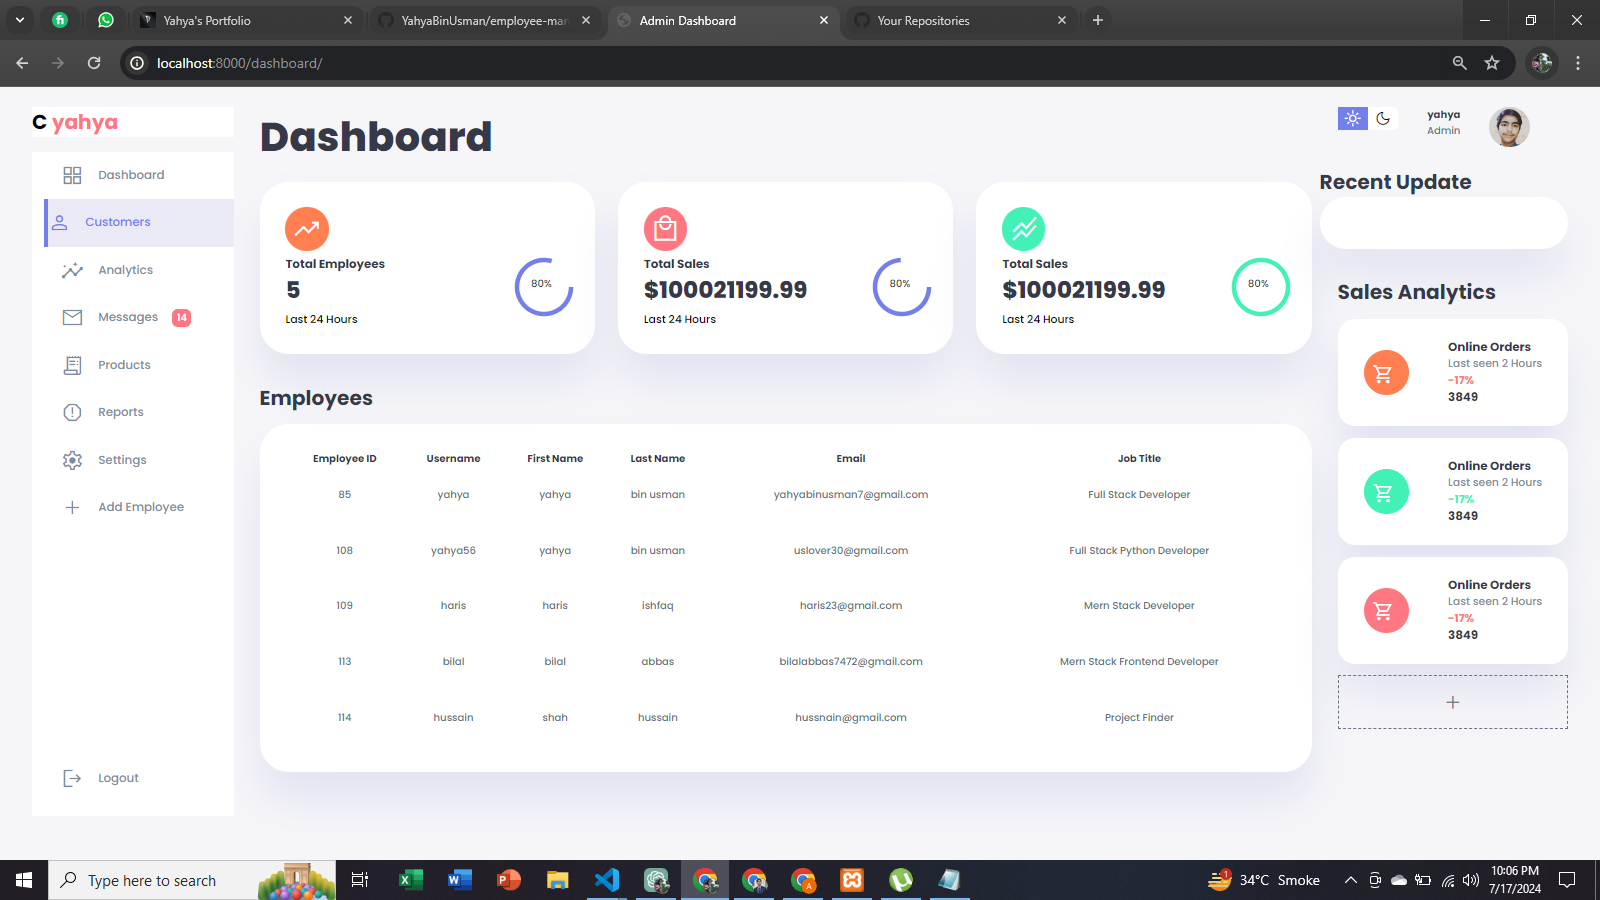 Yahya's Portfolio
YahyaBinUsman/employee-man
Admin Dashboard
Your Repositories
localhost:8000/dashboard/
C yahya
Dashboard
Customers
Analytics
Messages 14
Products
Reports
Settings
Add Employee
Logout
Dashboard
Total Employees
5
80%
Last 24 Hours
Total Sales
$100021199.99
80%
Last 24 Hours
Total Sales
$100021199.99
80%
Last 24 Hours
Employees
Employee ID Username First Name Last Name Email Job Title
85 yahya yahya bin usman yahyabinusman7@gmail.com Full Stack Developer
108 yahya56 yahya bin usman uslover30@gmail.com Full Stack Python Developer
109 haris haris ishfaq haris23@gmail.com Mern Stack Developer
113 bilal bilal abbas bilalabbas7472@gmail.com Mern Stack Frontend Developer
114 hussain shah hussain hussnain@gmail.com Project Finder
yahya
Admin
Recent Update
Sales Analytics
Online Orders
Last seen 2 Hours
-17%
3849
Online Orders
Last seen 2 Hours
-17%
3849
Online Orders
Last seen 2 Hours
-17%
3849
Type here to search
1
34°C Smoke
10:06 PM
7/17/2024